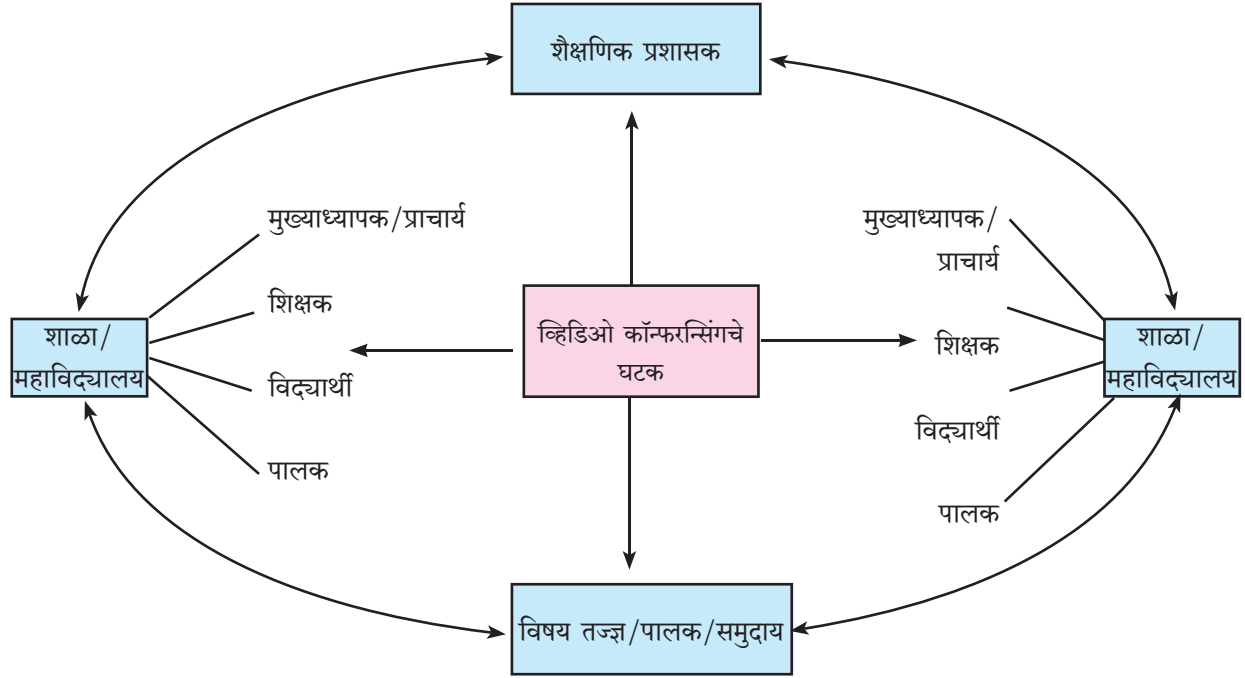 शैक्षणिक प्रशासक
मुख्याध्यापक/प्राचार्य
शिक्षक
विद्यार्थी
पालक
शाळा/
महाविद्यालय
व्हिडिओ कॉन्फरन्सिंगचे
घटक
मुख्याध्यापक/
प्राचार्य
शिक्षक
विद्यार्थी
पालक
शाळा/
महाविद्यालय
विषय तज्ज्ञ/पालक/समुदाय